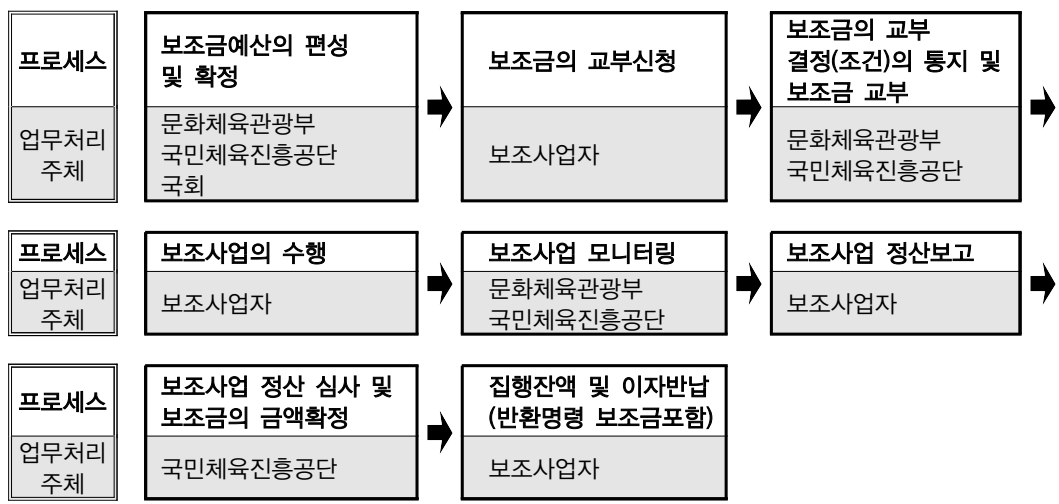 프로세스
보조금예산의 편성
및 확정
보조금의 교부신청
보조금의 교부
결정(조건)의 통지 및
보조금 교부
업무처리
주체
문화체육관광부
국민체육진흥공단
국회
보조사업자
문화체육관광부
국민체육진흥공단
프로세스
보조사업의 수행
보조사업 모니터링
보조사업 정산보고
업무처리
주체
보조사업자
문화체육관광부
국민체육진흥공단
보조사업자
프로세스
보조사업 정산 심사 및
보조금의 금액확정
집행잔액 및 이자반납
(반환명령 보조금포함)
업무처리
주체
국민체육진흥공단
보조사업자